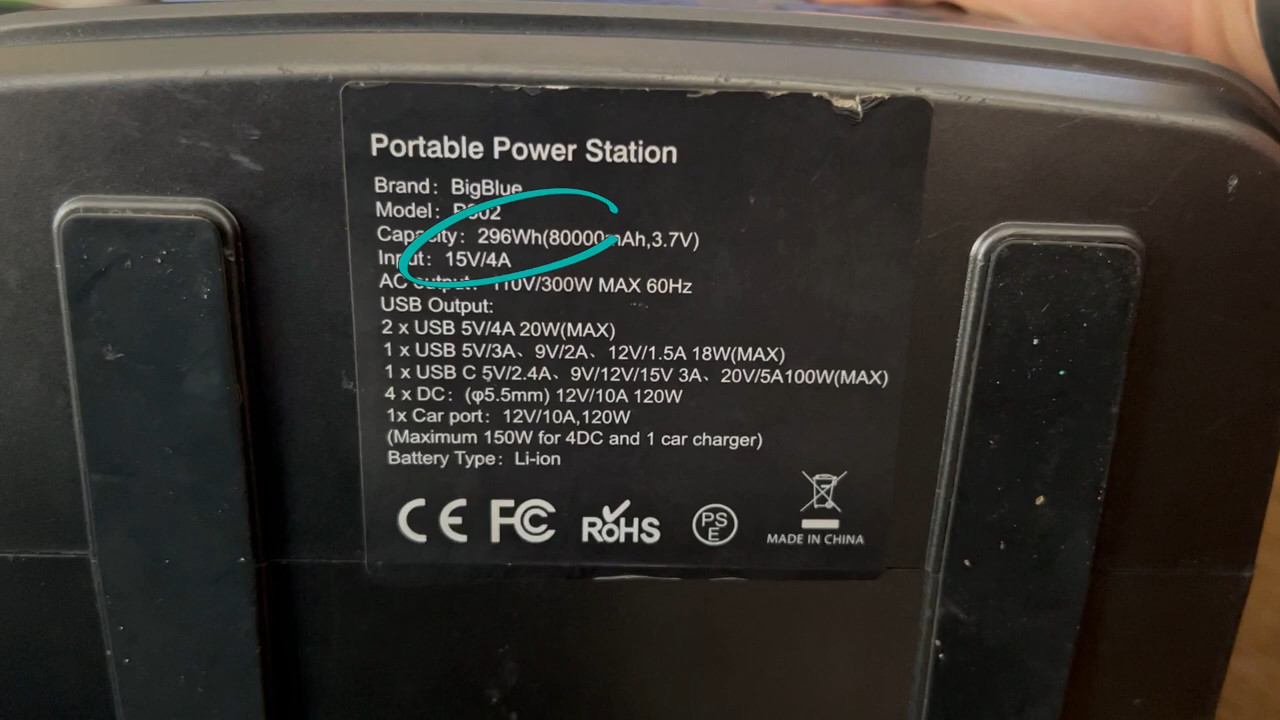 Portable Power Station
Brand: BigBlue
Model:
Capacity: 296Wh(80000mAh,3.7V)
Input: 15V/4A
AC output: 110V/300W MAX 60Hz
USB Output:
2 x USB 5V/4A 20W(MAX)
1 x USB 5V/3A、9V/2A、12V/1.5A 18W(MAX)
1 x USB C 5V/2.4A、9V/12V/15V 3A、20V/5A100W(MAX)
4 x DC: (φ5.5mm) 12V/10A 120W
1x Car port: 12V/10A,120W
(Maximum 150W for 4DC and 1 car charger)
Battery Type: Li-ion
CE FC RoHS PSE
MADE IN CHINA